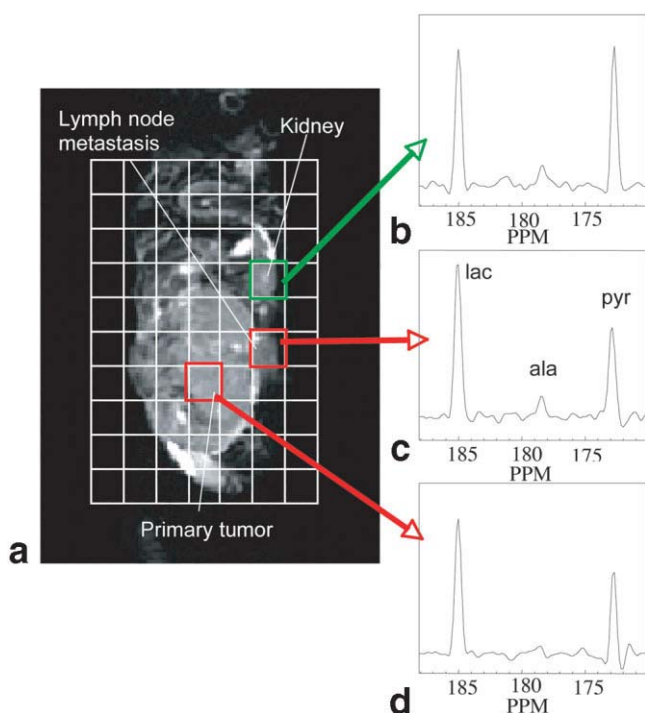 Lymph node
metastasis
Kidney
Primary tumor
a
185 180 175
PPM
b
lac
pyr
ala
185 180 175
PPM
c
185 180 175
PPM
d